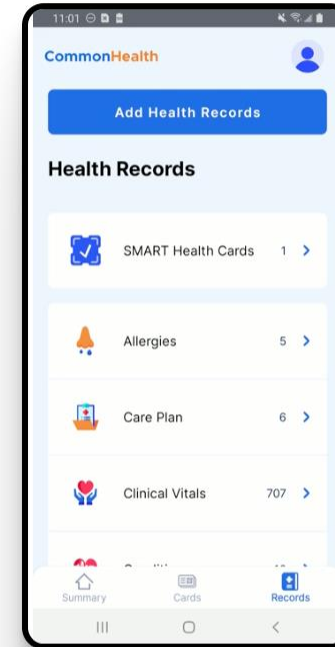 11:01
CommonHealth
Add Health Records
Health Records
SMART Health Cards 1
Allergies 5
Care Plan 6
Clinical Vitals 707
Summary Cards Records